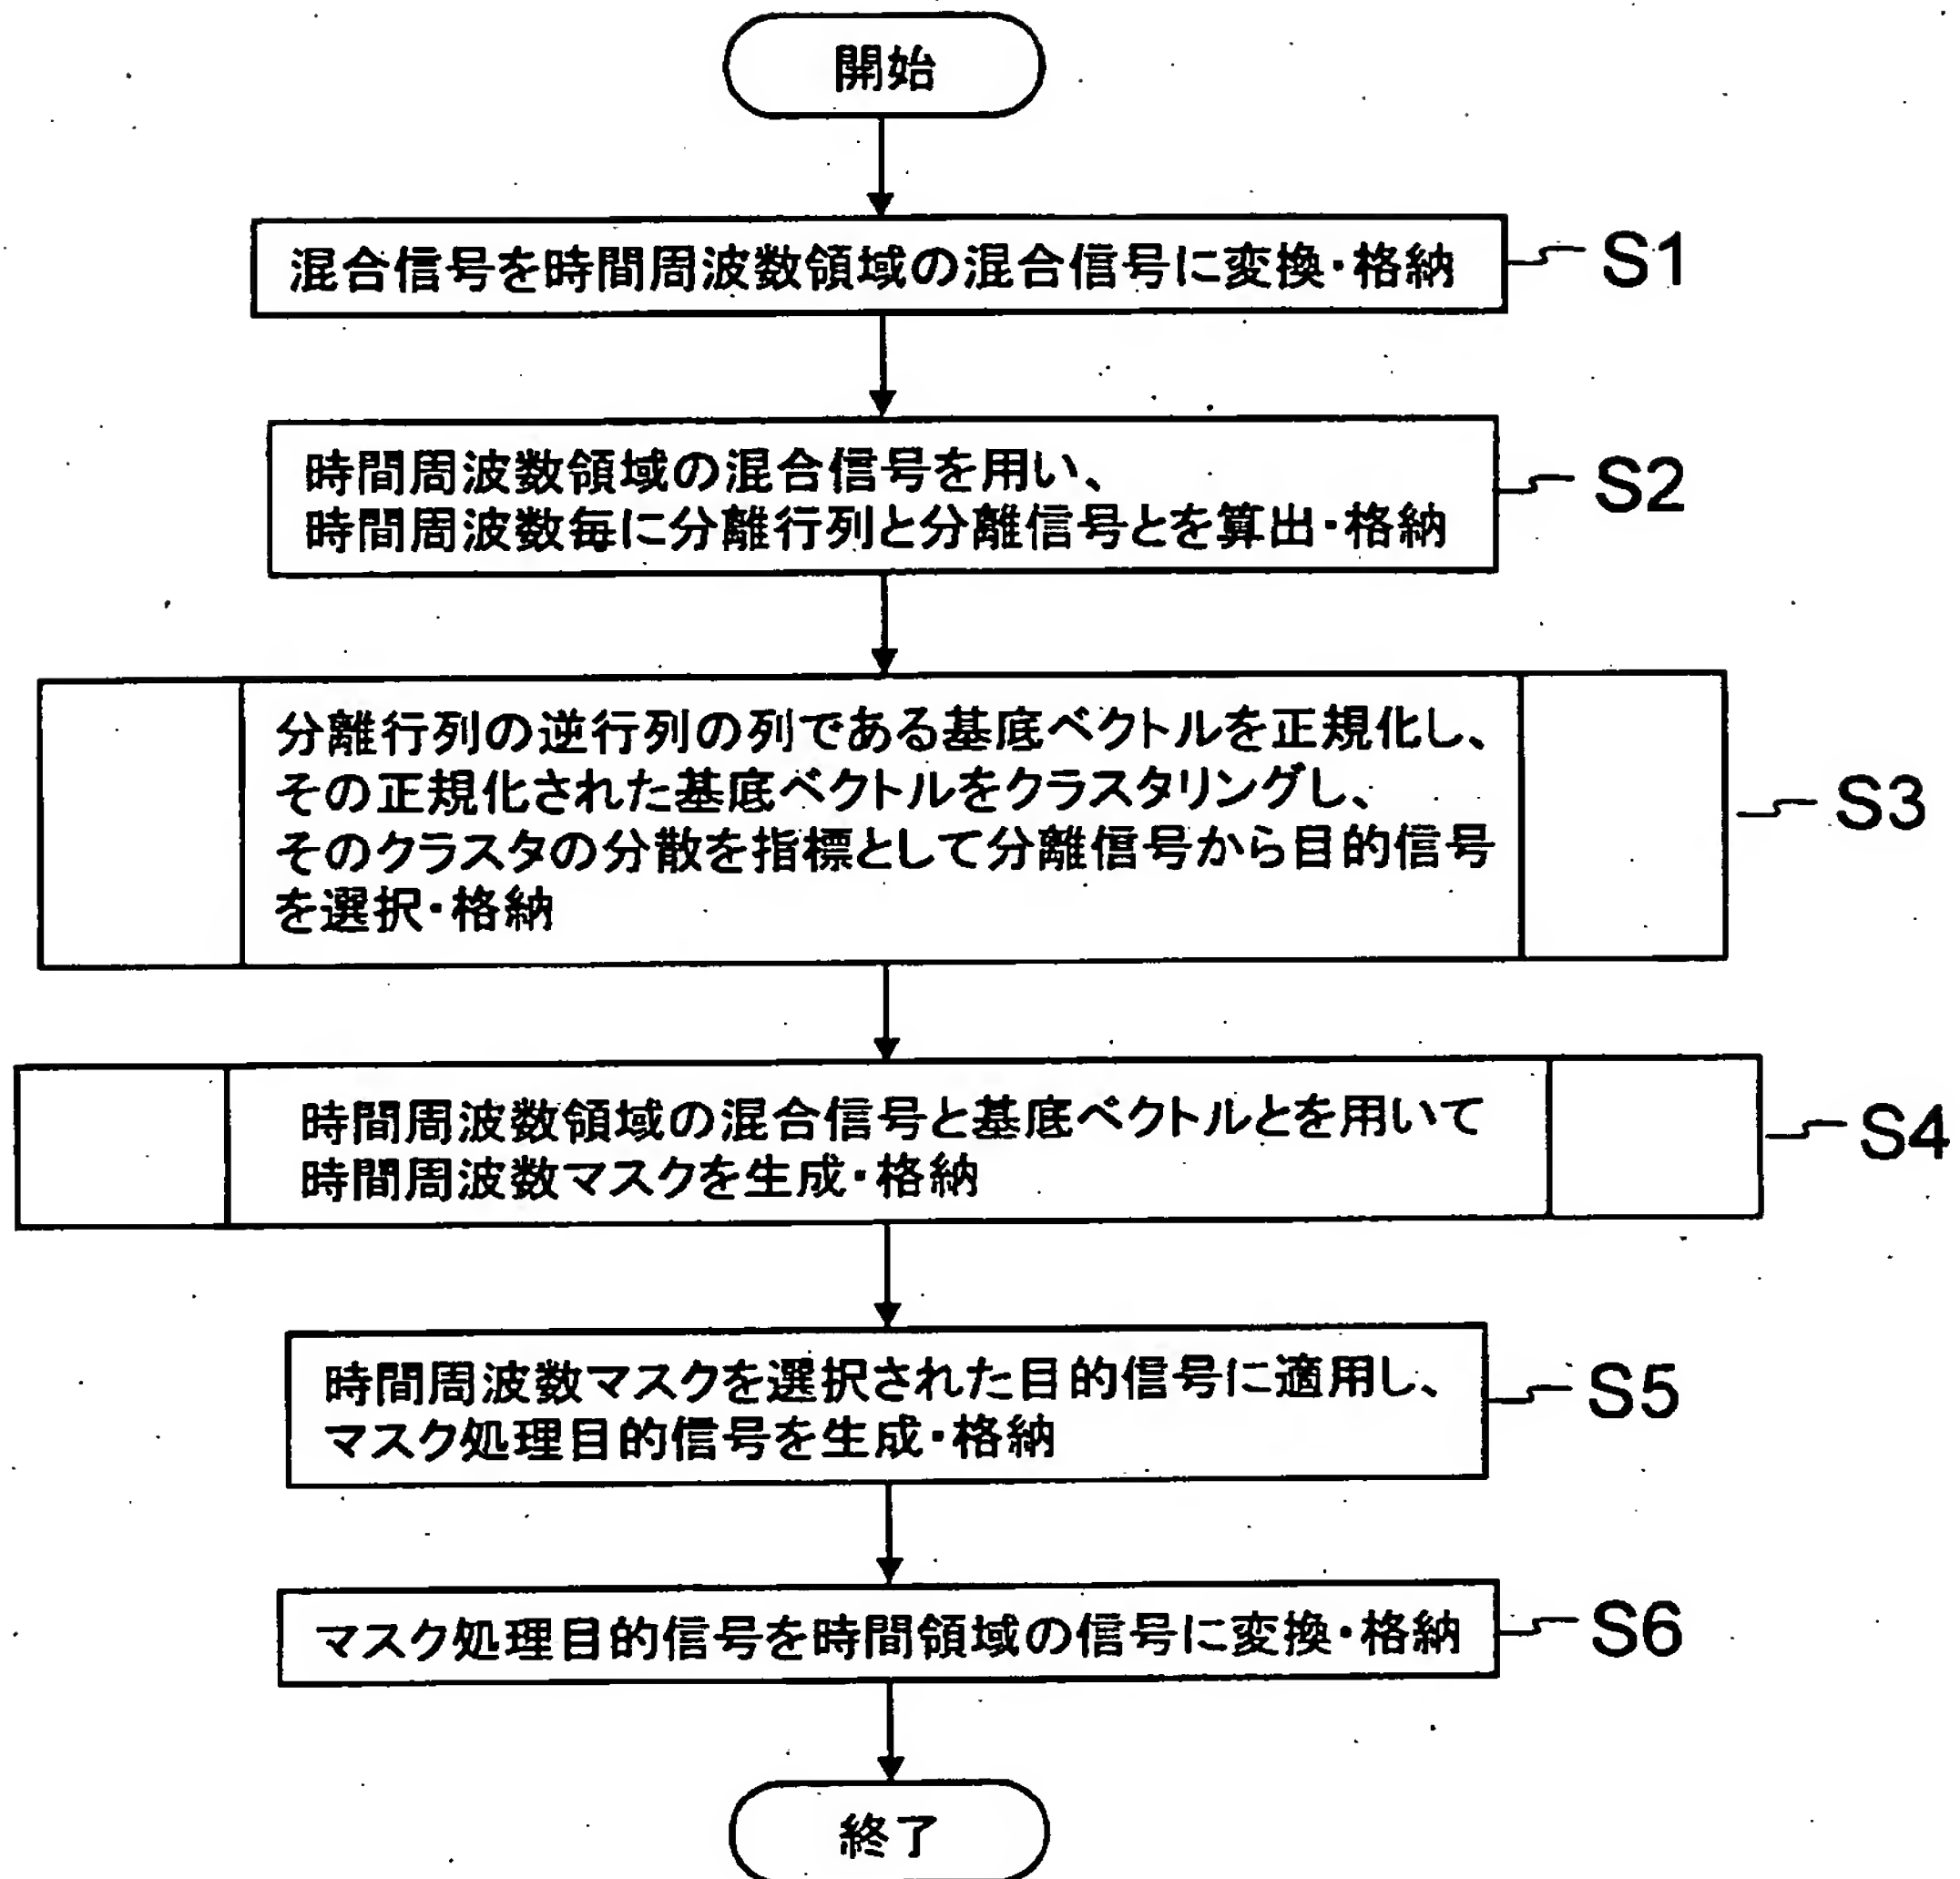 開始
混合信号を時間周波数領域の混合信号に変換・格納
S1
時間周波数領域の混合信号を用い、
時間周波数毎に分離行列と分離信号とを算出・格納
S2
分離行列の逆行列の列である基底ベクトルを正規化し、
その正規化された基底ベクトルをクラスタリングし、
そのクラスタの分散を指標として分離信号から目的信号
を選択・格納
S3
時間周波数領域の混合信号と基底ベクトルとを用いて
時間周波数マスクを生成・格納
S4
時間周波数マスクを選択された目的信号に適用し、
マスク処理目的信号を生成・格納
S5
マスク処理目的信号を時間領域の信号に変換・格納
S6
終了